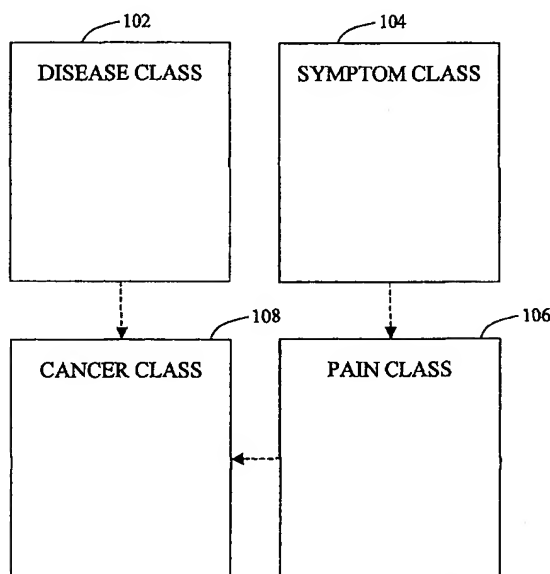 102
104
DISEASE CLASS
SYMPTOM CLASS
108
106
CANCER CLASS
PAIN CLASS